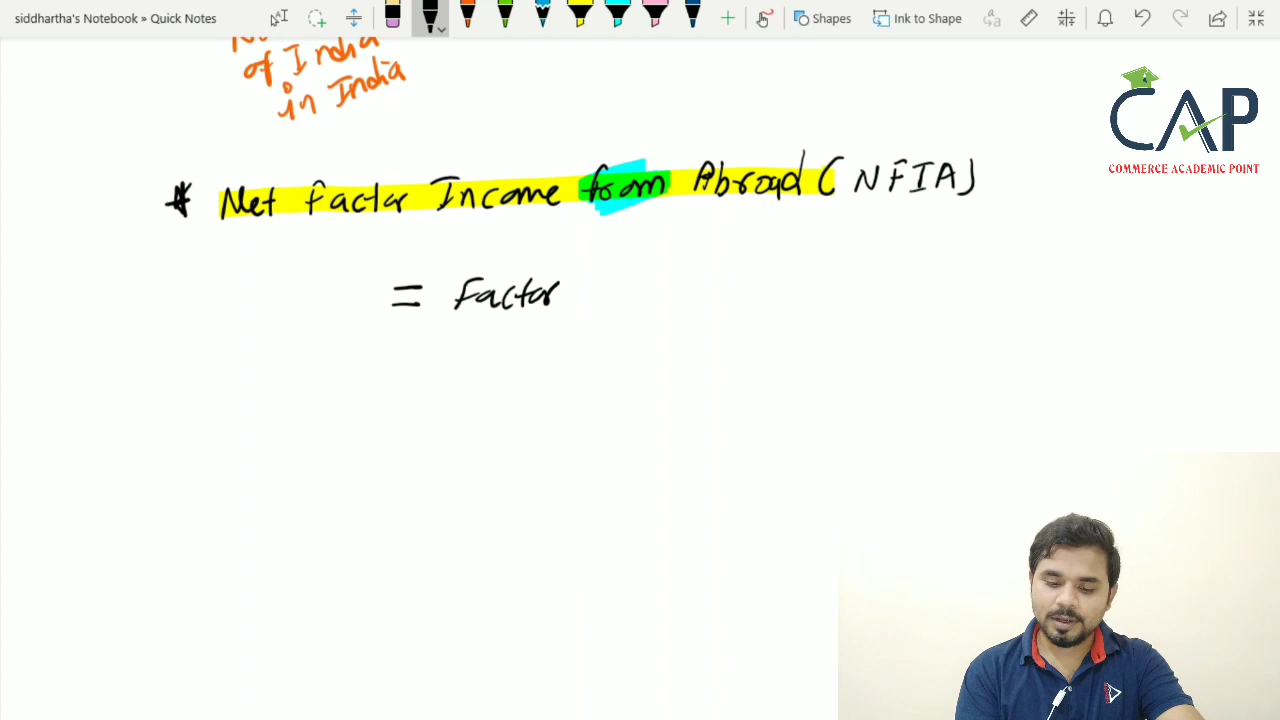 siddhartha's Notebook » Quick Notes
Shapes
Ink to Shape
of India
in India
CAP
COMMERCE ACADEMIC POINT
* Net Factor Income from Abroad (NFIA)
= Factor